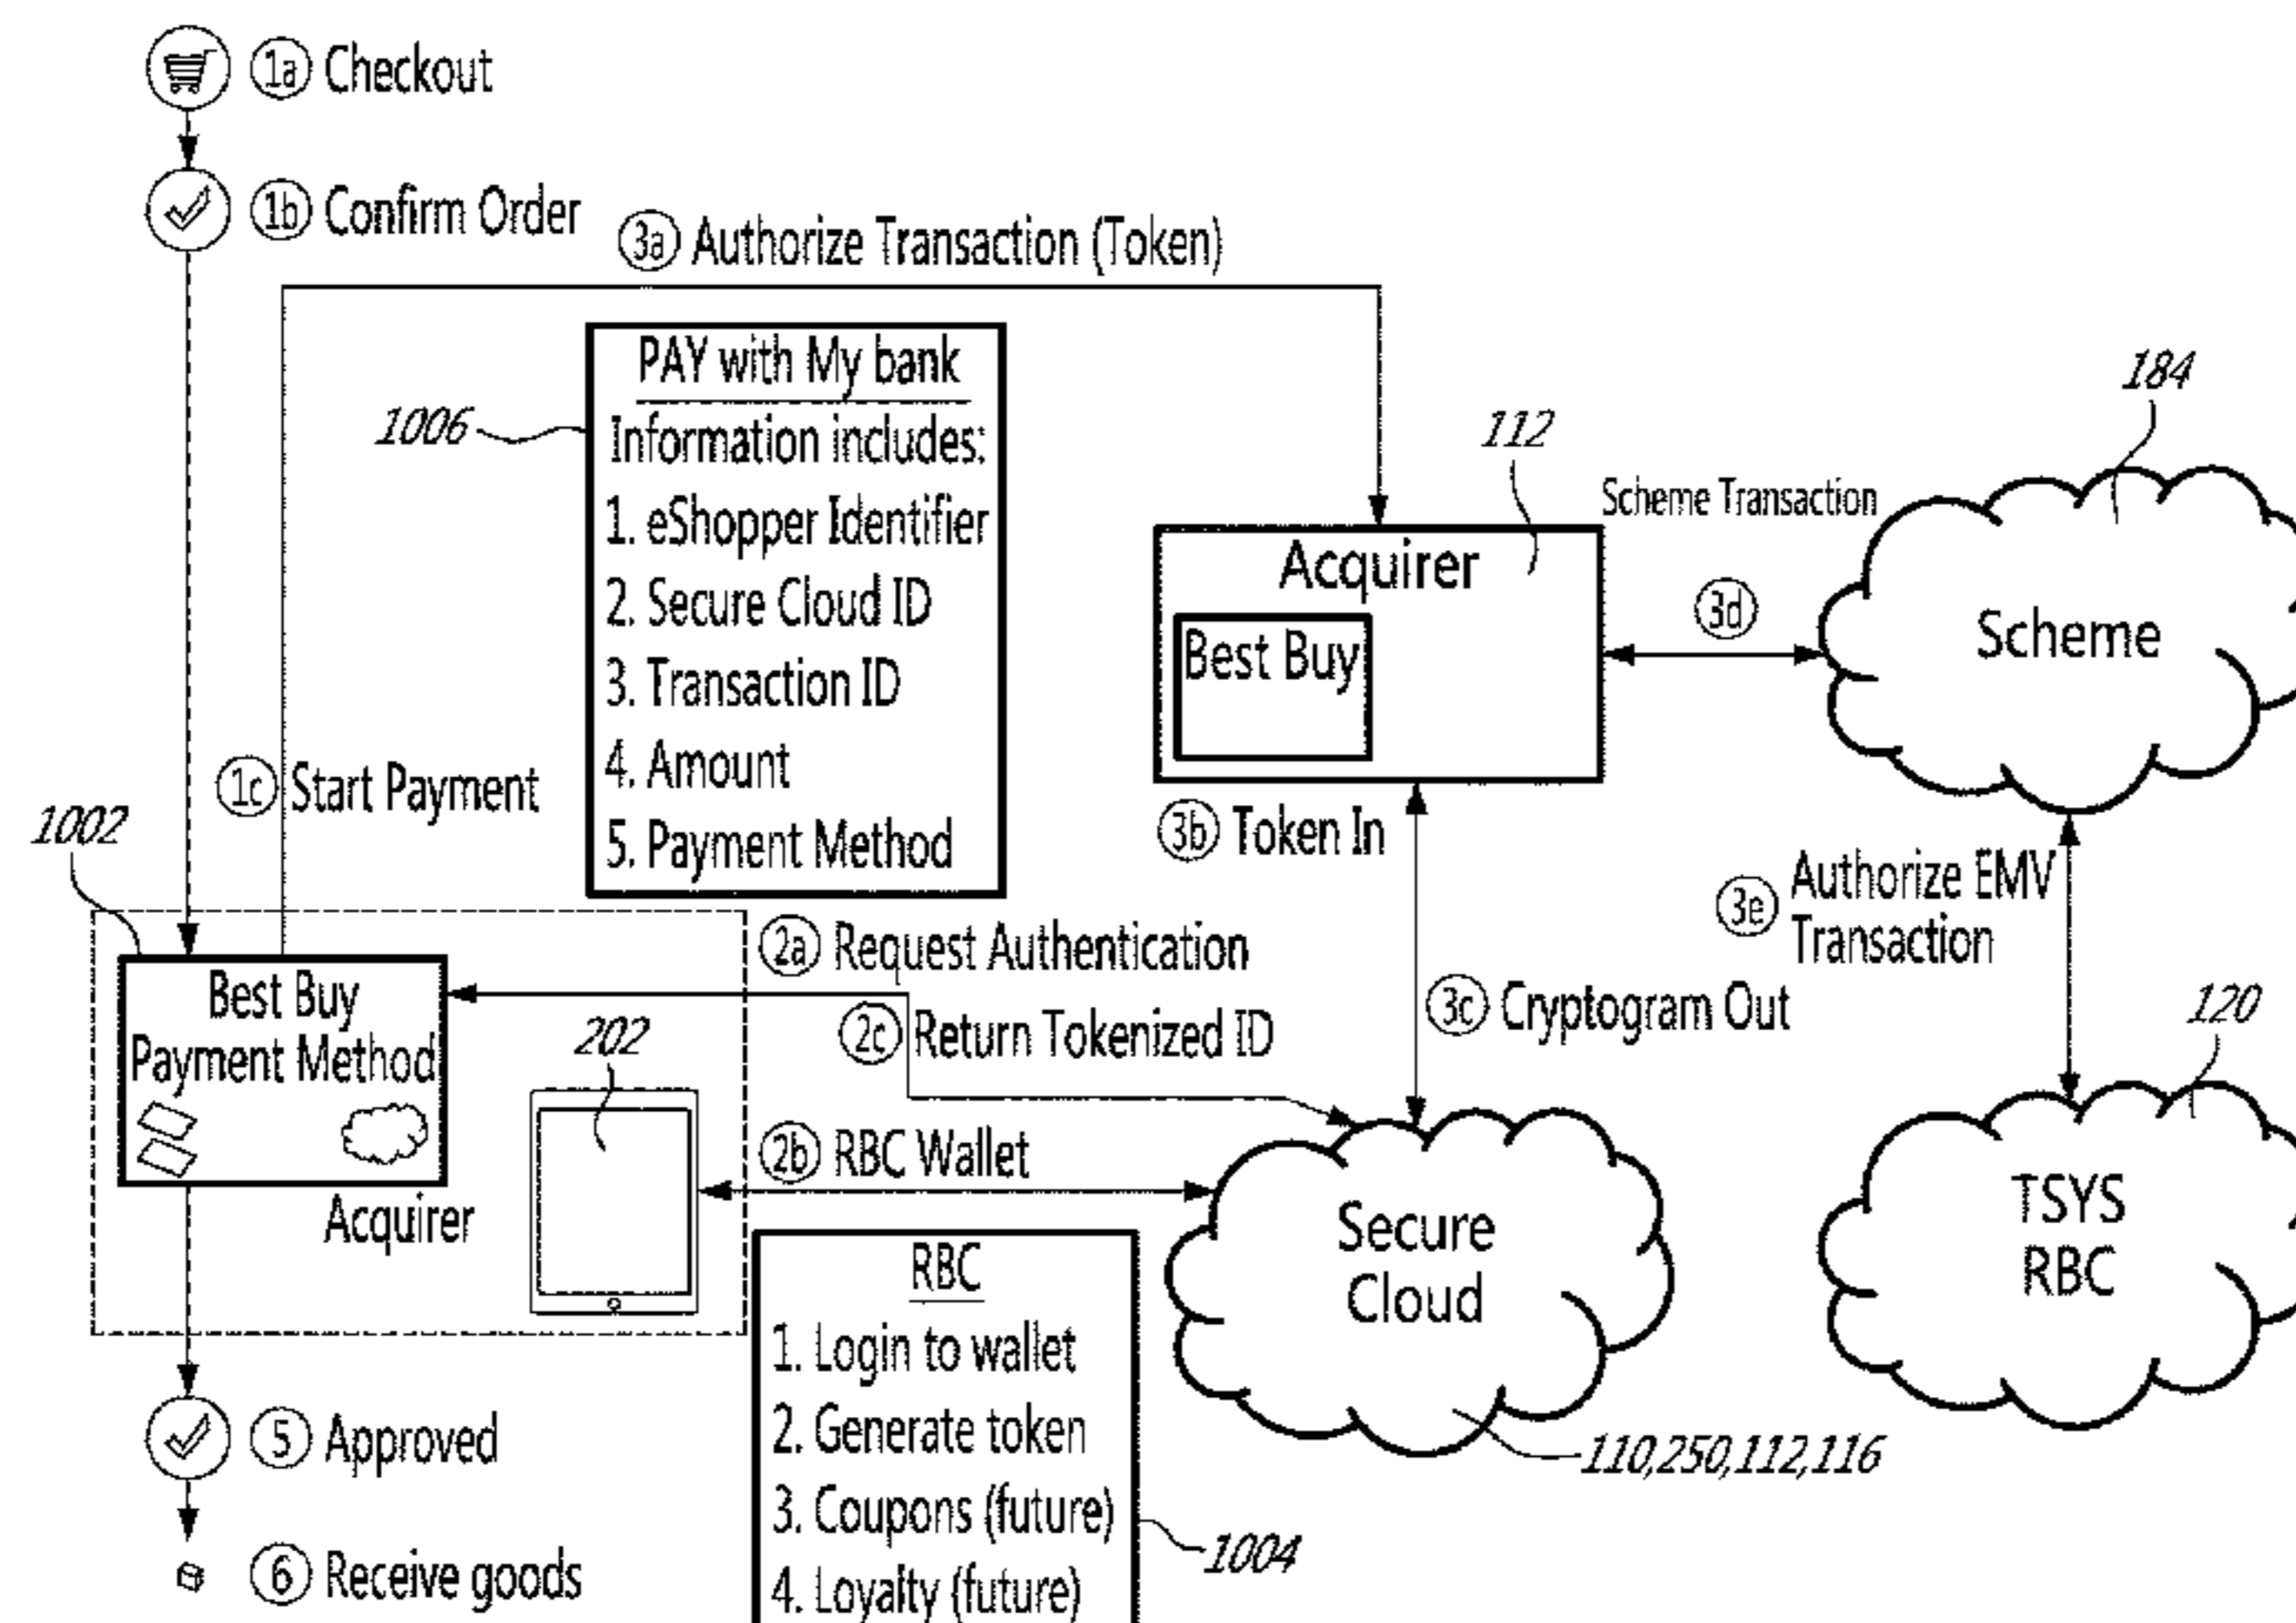 1a Checkout
1b Confirm Order
3a Authorize Transaction (Token)
PAY with My bank
Information includes:
1. eShopper Identifier
2. Secure Cloud ID
3. Transaction ID
4. Amount
5. Payment Method
1006
184
112
Scheme Transaction
Acquirer
Best Buy
3d
Scheme
1c Start Payment
1002
3b Token In
3e Authorize EMV
Transaction
2a Request Authentication
Best Buy
Payment Method
202
2c Return Tokenized ID
3c Cryptogram Out
120
2b RBC Wallet
Acquirer
Secure
Cloud
TSYS
RBC
RBC
1. Login to wallet
2. Generate token
3. Coupons (future)
4. Loyalty (future)
110,250,112,116
1004
5 Approved
6 Receive goods